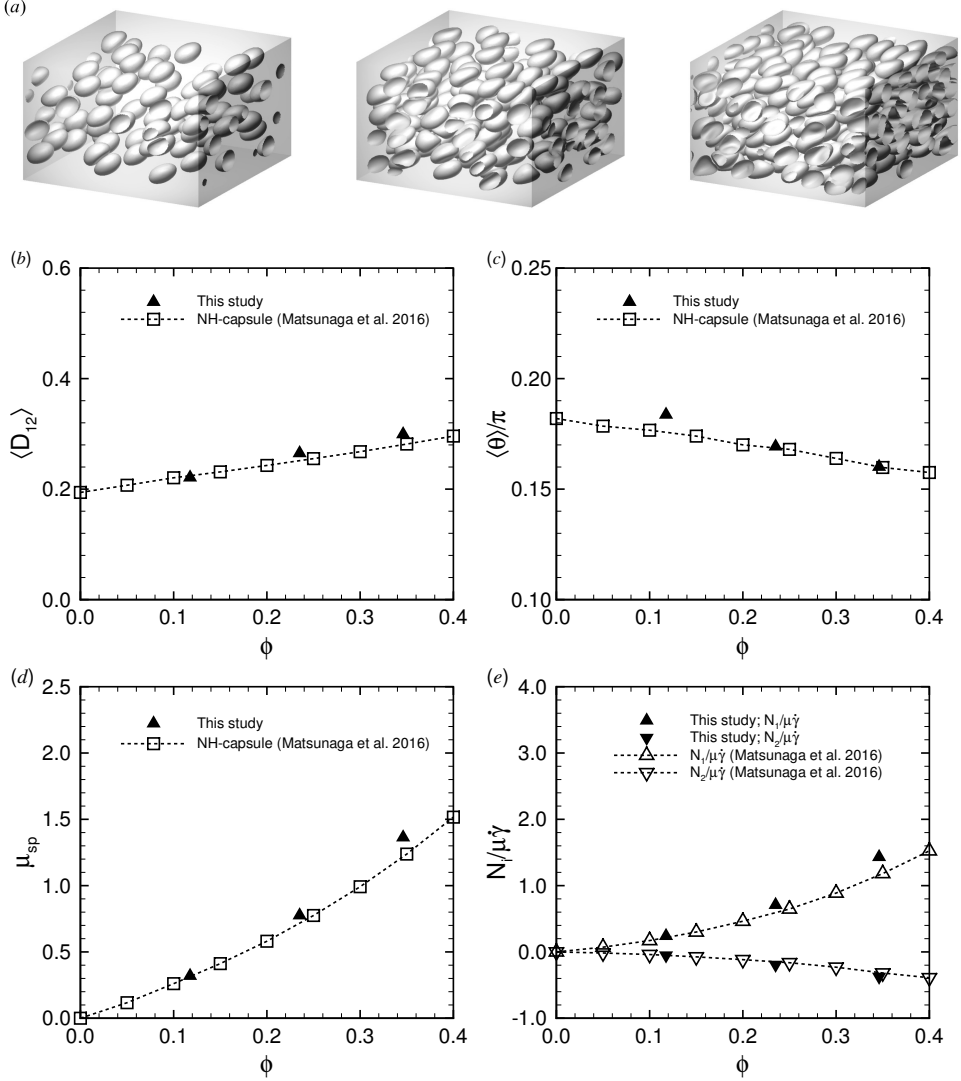 (a)
(b)
0.6
0.4
0.2
0.0
⟨D12⟩
This study
NH-capsule (Matsunaga et al. 2016)
0.0 0.1 0.2 0.3 0.4
ϕ
(c)
0.25
0.20
0.15
0.10
⟨θ⟩/π
This study
NH-capsule (Matsunaga et al. 2016)
0.0 0.1 0.2 0.3 0.4
ϕ
(d)
2.5
2.0
1.5
1.0
0.5
0.0
μsp
This study
NH-capsule (Matsunaga et al. 2016)
0.0 0.1 0.2 0.3 0.4
ϕ
(e)
4.0
3.0
2.0
1.0
0.0
-1.0
Ni/μγ̇
This study; N1/μγ̇
This study; N2/μγ̇
N1/μγ̇ (Matsunaga et al. 2016)
N2/μγ̇ (Matsunaga et al. 2016)
0.0 0.1 0.2 0.3 0.4
ϕ